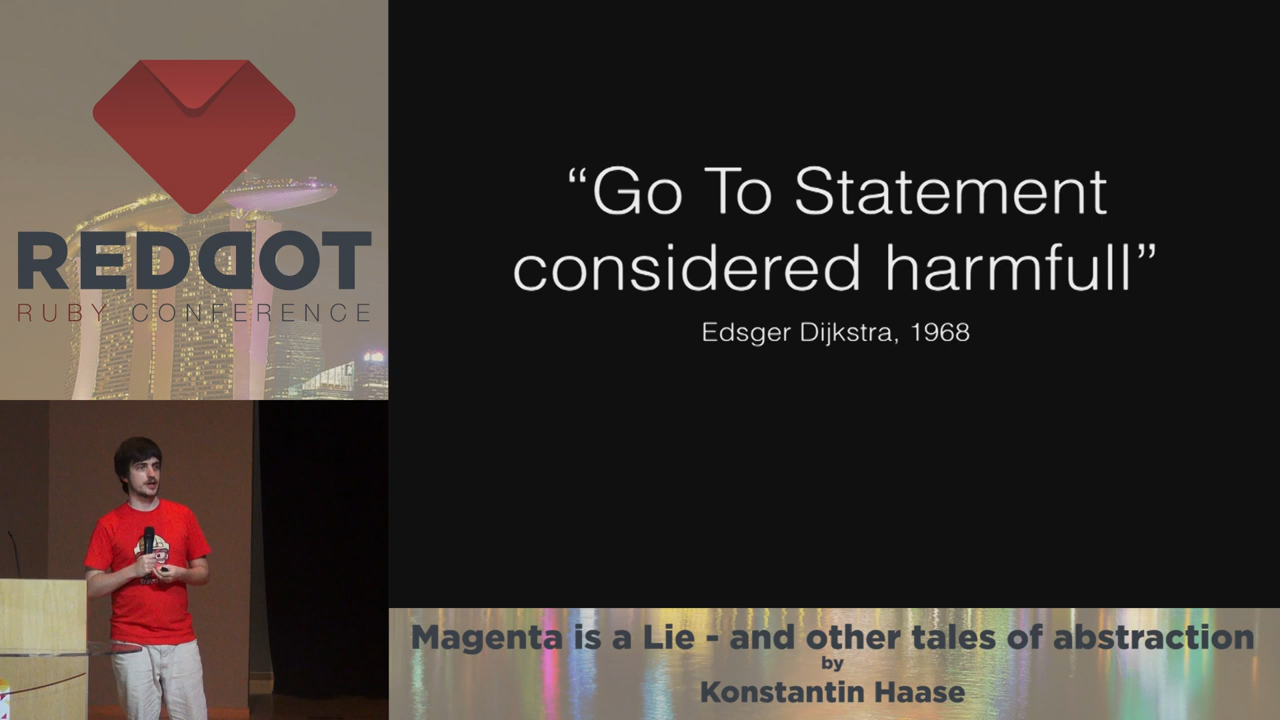 REDDOT
RUBY CONFERENCE
“Go To Statement
considered harmfull”
Edsger Dijkstra, 1968
Magenta is a Lie - and other tales of abstraction
by
Konstantin Haase